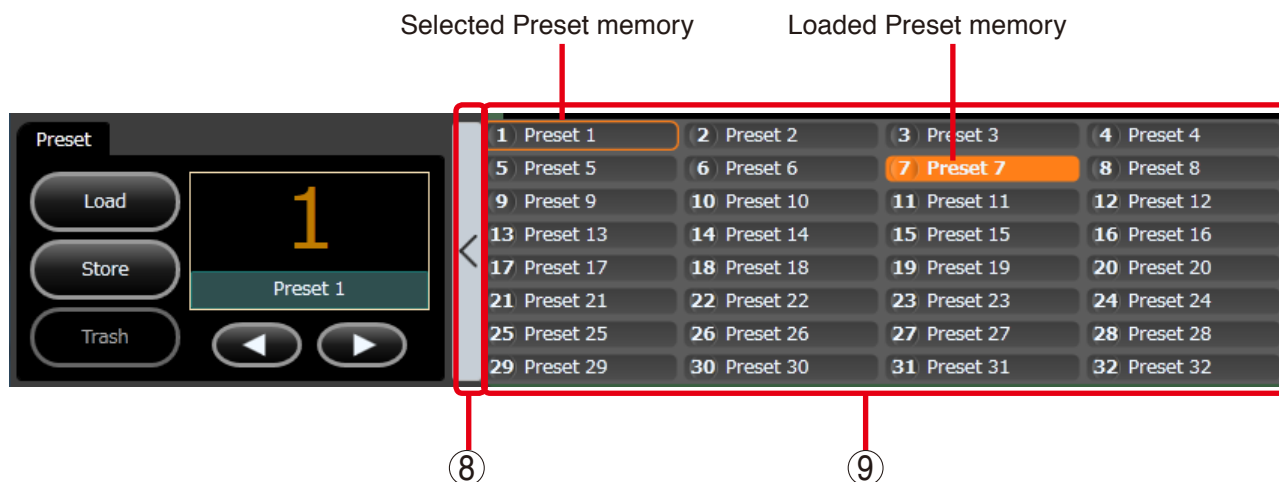 Selected Preset memory Loaded Preset memory
Preset
Load
Store
Trash
1
Preset 1
1 Preset 1 2 Preset 2 3 Preset 3 4 Preset 4
5 Preset 5 6 Preset 6 7 Preset 7 8 Preset 8
9 Preset 9 10 Preset 10 11 Preset 11 12 Preset 12
13 Preset 13 14 Preset 14 15 Preset 15 16 Preset 16
17 Preset 17 18 Preset 18 19 Preset 19 20 Preset 20
21 Preset 21 22 Preset 22 23 Preset 23 24 Preset 24
25 Preset 25 26 Preset 26 27 Preset 27 28 Preset 28
29 Preset 29 30 Preset 30 31 Preset 31 32 Preset 32
⑧ ⑨